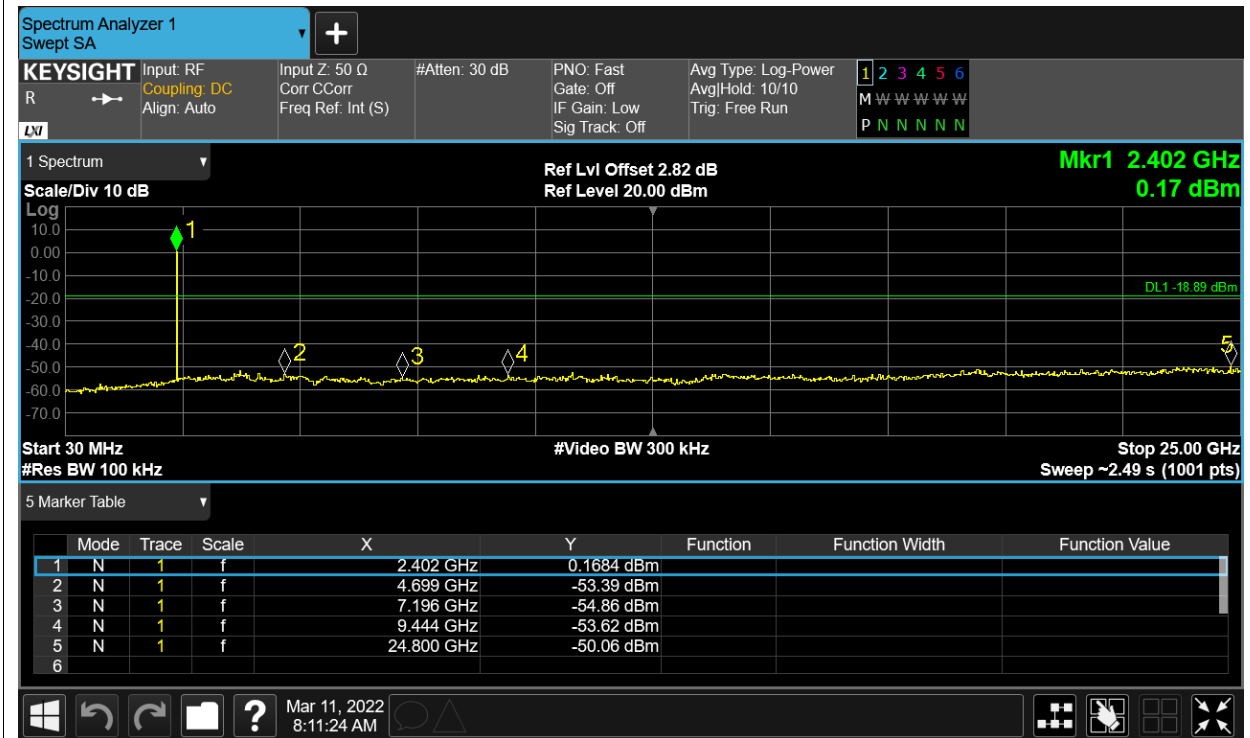 Spectrum Analyzer 1
Swept SA
+
KEYSIGHT
R
LXI
Input: RF
Coupling: DC
Align: Auto
Input Z: 50 Ω
Corr CCorr
Freq Ref: Int (S)
#Atten: 30 dB
PNO: Fast
Gate: Off
IF Gain: Low
Sig Track: Off
Avg Type: Log-Power
Avg|Hold: 10/10
Trig: Free Run
1 2 3 4 5 6
M W W W W W
P N N N N N
1 Spectrum
Scale/Div 10 dB
Ref Lvl Offset 2.82 dB
Ref Level 20.00 dBm
Mkr1 2.402 GHz
0.17 dBm
Log
10.0
0.00
-10.0
-20.0
-30.0
-40.0
-50.0
-60.0
-70.0
1
2
3
4
5
DL1 -18.89 dBm
Start 30 MHz
#Video BW 300 kHz
Stop 25.00 GHz
#Res BW 100 kHz
Sweep ~2.49 s (1001 pts)
5 Marker Table
Mode Trace Scale X Y Function Function Width Function Value
1 N 1 f 2.402 GHz 0.1684 dBm
2 N 1 f 4.699 GHz -53.39 dBm
3 N 1 f 7.196 GHz -54.86 dBm
4 N 1 f 9.444 GHz -53.62 dBm
5 N 1 f 24.800 GHz -50.06 dBm
6
?
Mar 11, 2022
8:11:24 AM